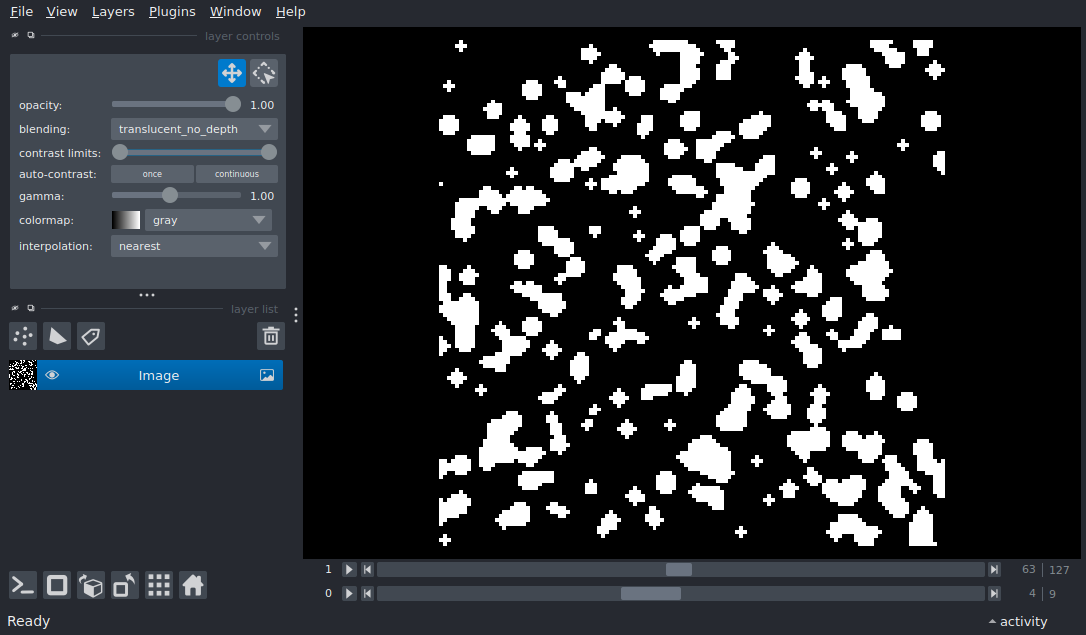 File View Layers Plugins Window Help
layer controls
opacity: 1.00
blending: translucent_no_depth
contrast limits:
auto-contrast: once continuous
gamma: 1.00
colormap: gray
interpolation: nearest
layer list
Image
1 63 127
0 4 9
Ready activity